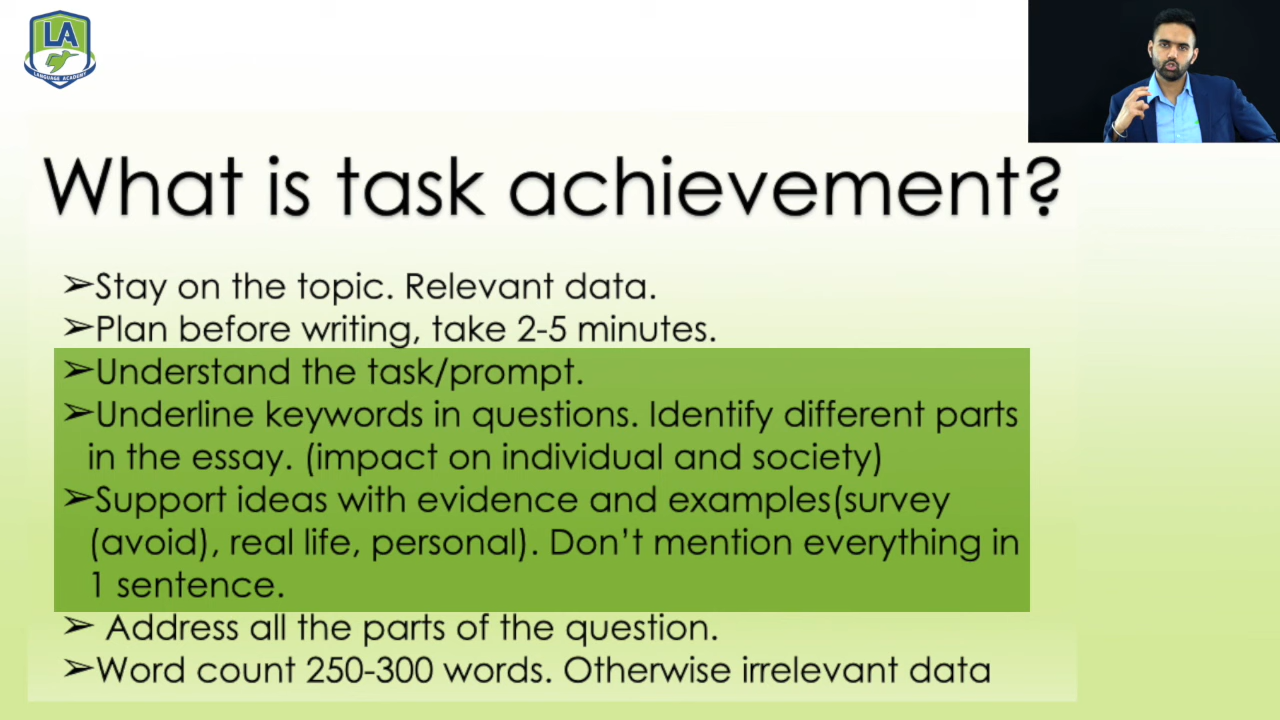 LA
LANGUAGE ACADEMY
What is task achievement?
➢Stay on the topic. Relevant data.
➢Plan before writing, take 2-5 minutes.
➢Understand the task/prompt.
➢Underline keywords in questions. Identify different parts
in the essay. (impact on individual and society)
➢Support ideas with evidence and examples(survey
(avoid), real life, personal). Don’t mention everything in
1 sentence.
➢ Address all the parts of the question.
➢Word count 250-300 words. Otherwise irrelevant data